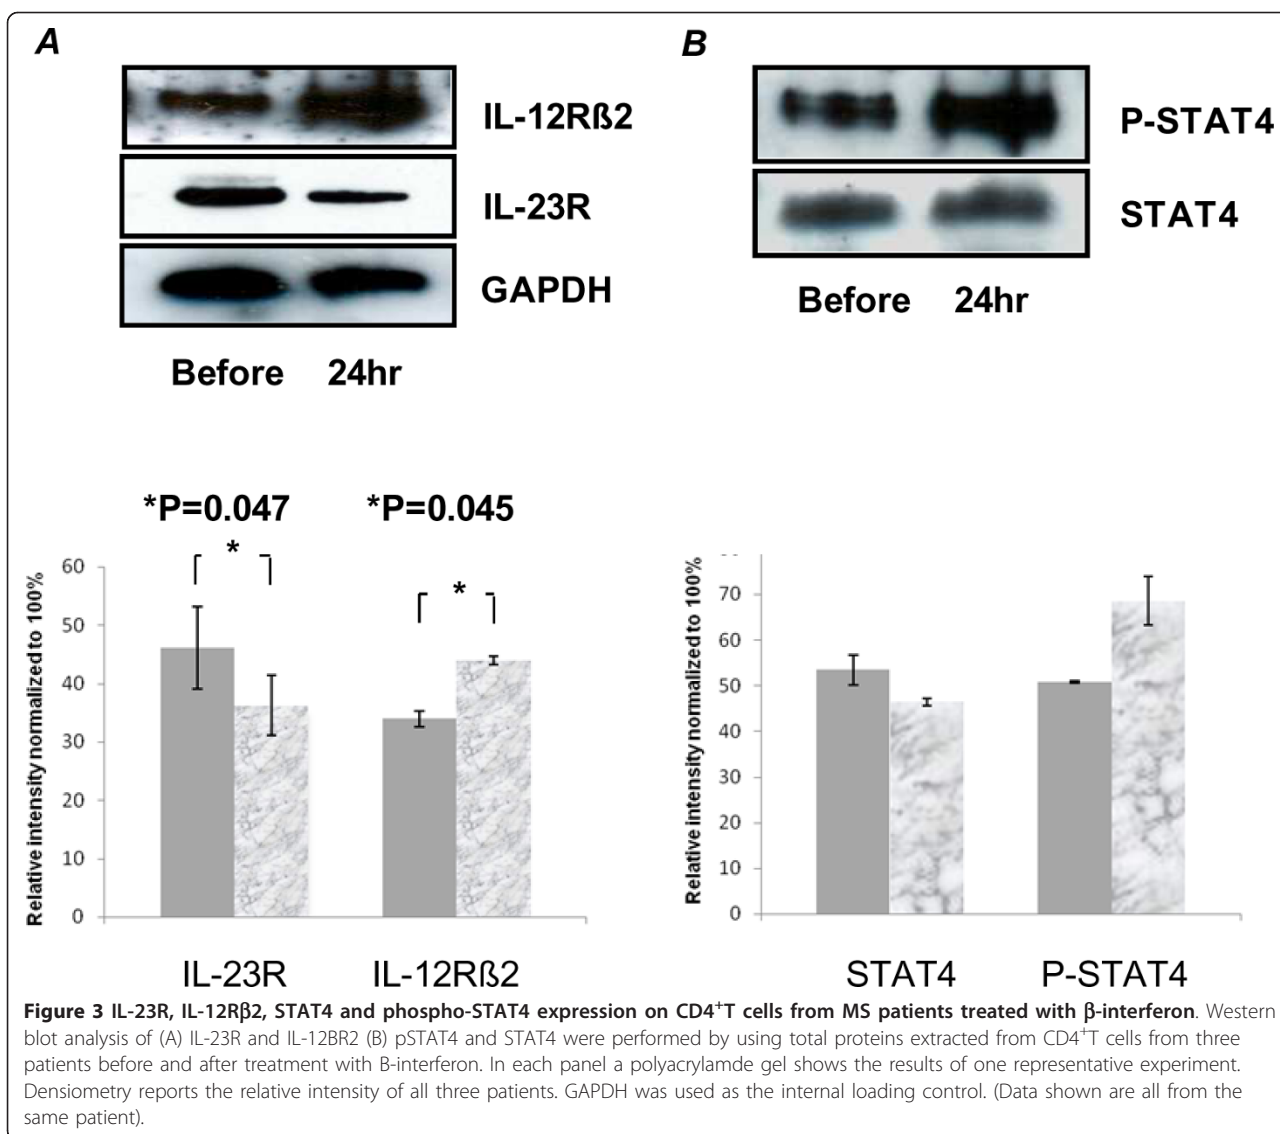 A
IL-12Rß2
IL-23R
GAPDH
Before 24hr
B
P-STAT4
STAT4
Before 24hr
*P=0.047 *P=0.045
* *
Relative intensity normalized to 100%
60
50
40
30
20
10
0
IL-23R IL-12Rß2
Relative intensity normalized to 100%
70
60
50
40
30
20
10
0
STAT4 P-STAT4
Figure 3 IL-23R, IL-12Rβ2, STAT4 and phospho-STAT4 expression on CD4+T cells from MS patients treated with β-interferon. Western
blot analysis of (A) IL-23R and IL-12BR2 (B) pSTAT4 and STAT4 were performed by using total proteins extracted from CD4+T cells from three
patients before and after treatment with B-interferon. In each panel a polyacrylamde gel shows the results of one representative experiment.
Densiometry reports the relative intensity of all three patients. GAPDH was used as the internal loading control. (Data shown are all from the
same patient).